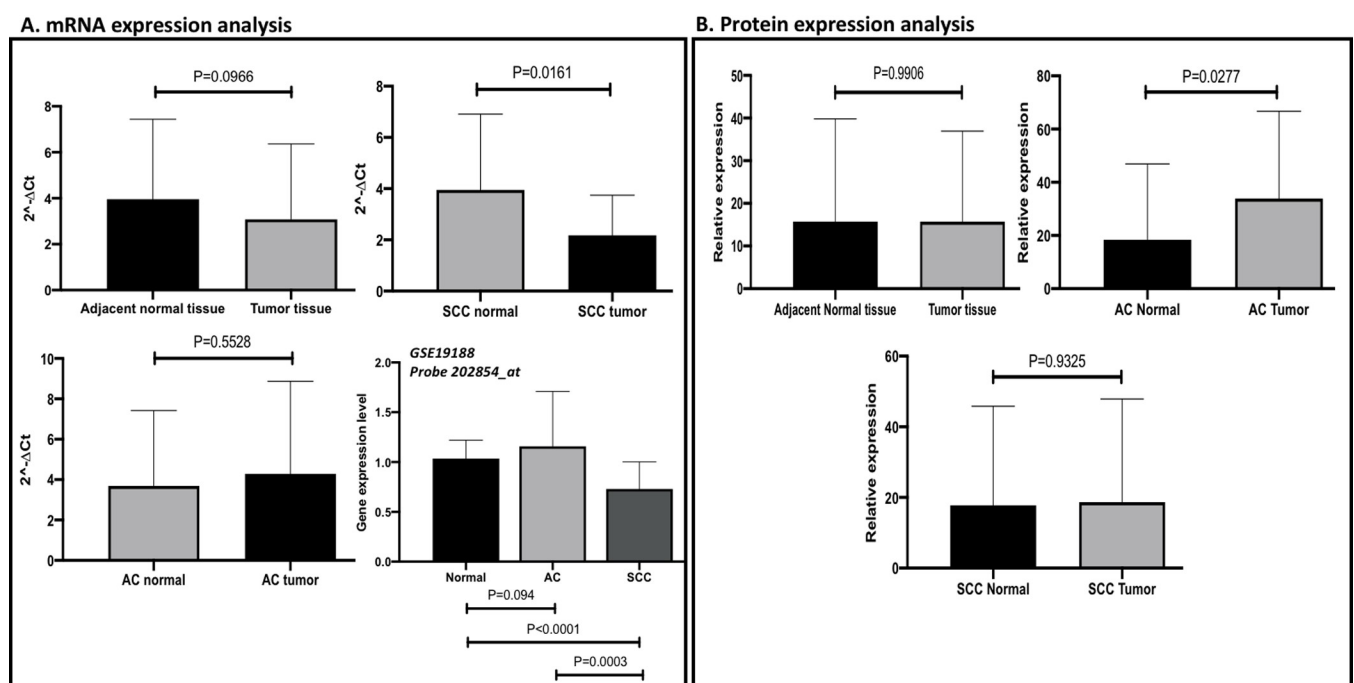 A. mRNA expression analysis
P=0.0966
8
6
4
2
0
2^-ΔCt
Adjacent normal tissue
Tumor tissue
P=0.0161
8
6
4
2
0
2^-ΔCt
SCC normal
SCC tumor
P=0.5528
10
8
6
4
2
0
2^-ΔCt
AC normal
AC tumor
GSE19188
Probe 202854_at
2.0
1.5
1.0
0.5
0.0
Gene expression level
Normal
AC
SCC
P=0.094
P<0.0001
P=0.0003
B. Protein expression analysis
P=0.9906
50
40
30
20
10
0
Relative expression
Adjacent Normal tissue
Tumor tissue
P=0.0277
80
60
40
20
0
Relative expression
AC Normal
AC Tumor
P=0.9325
60
40
20
0
Relative expression
SCC Normal
SCC Tumor